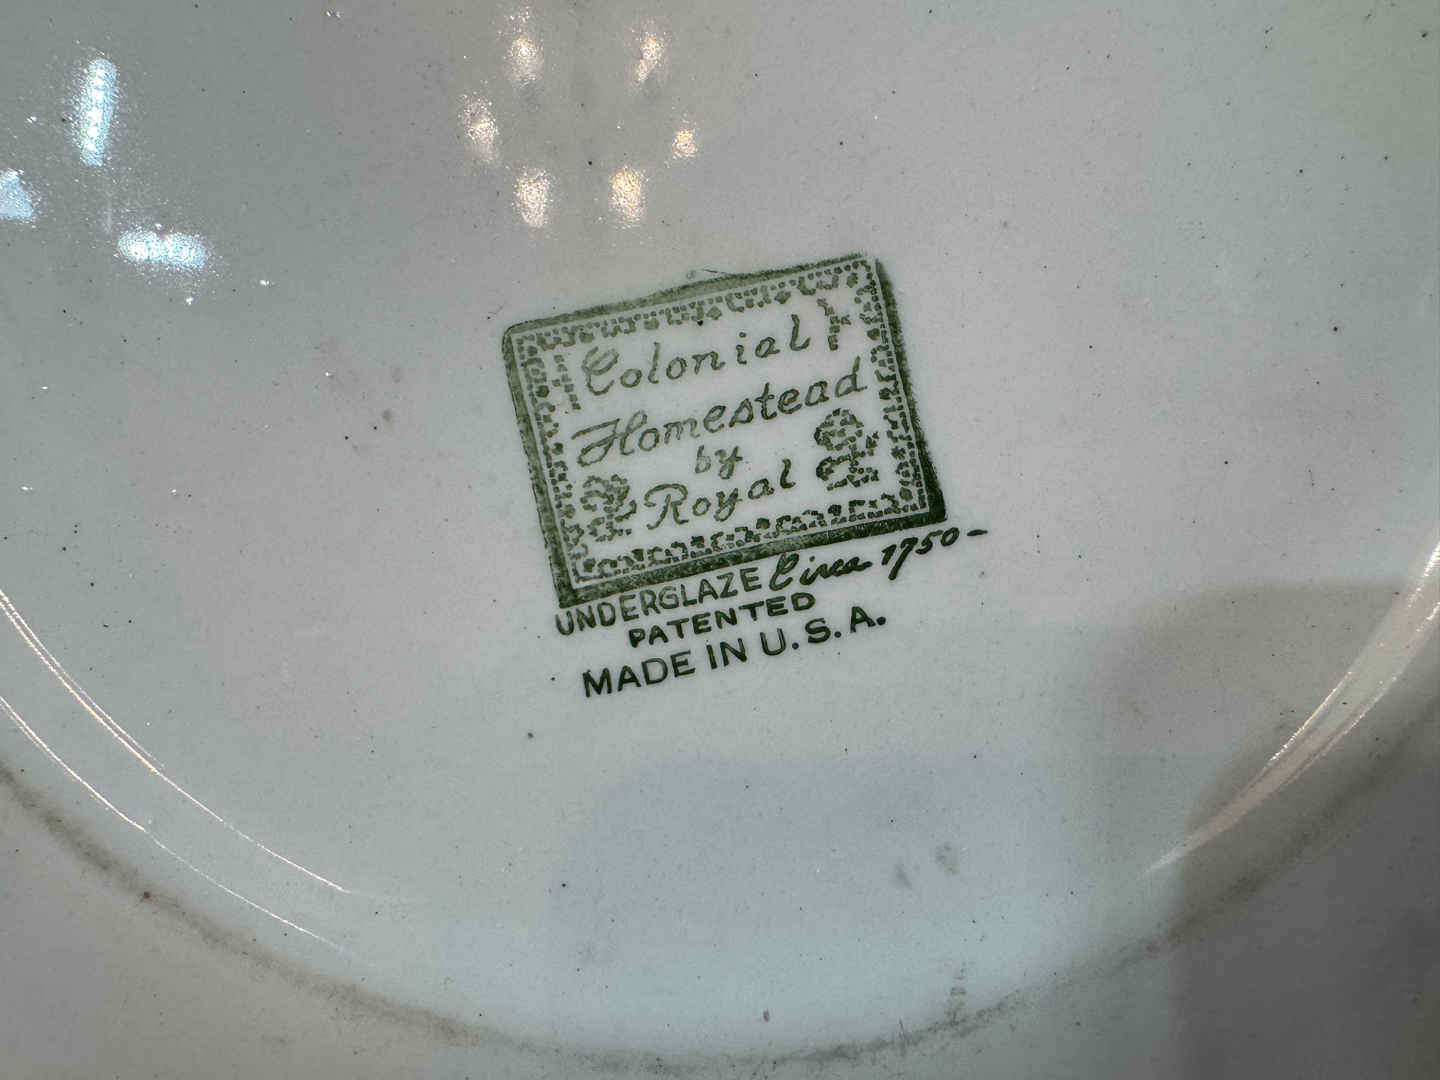 Colonial
Homestead
by
Royal
UNDERGLAZE Circa 1750-
PATENTED
MADE IN U.S.A.